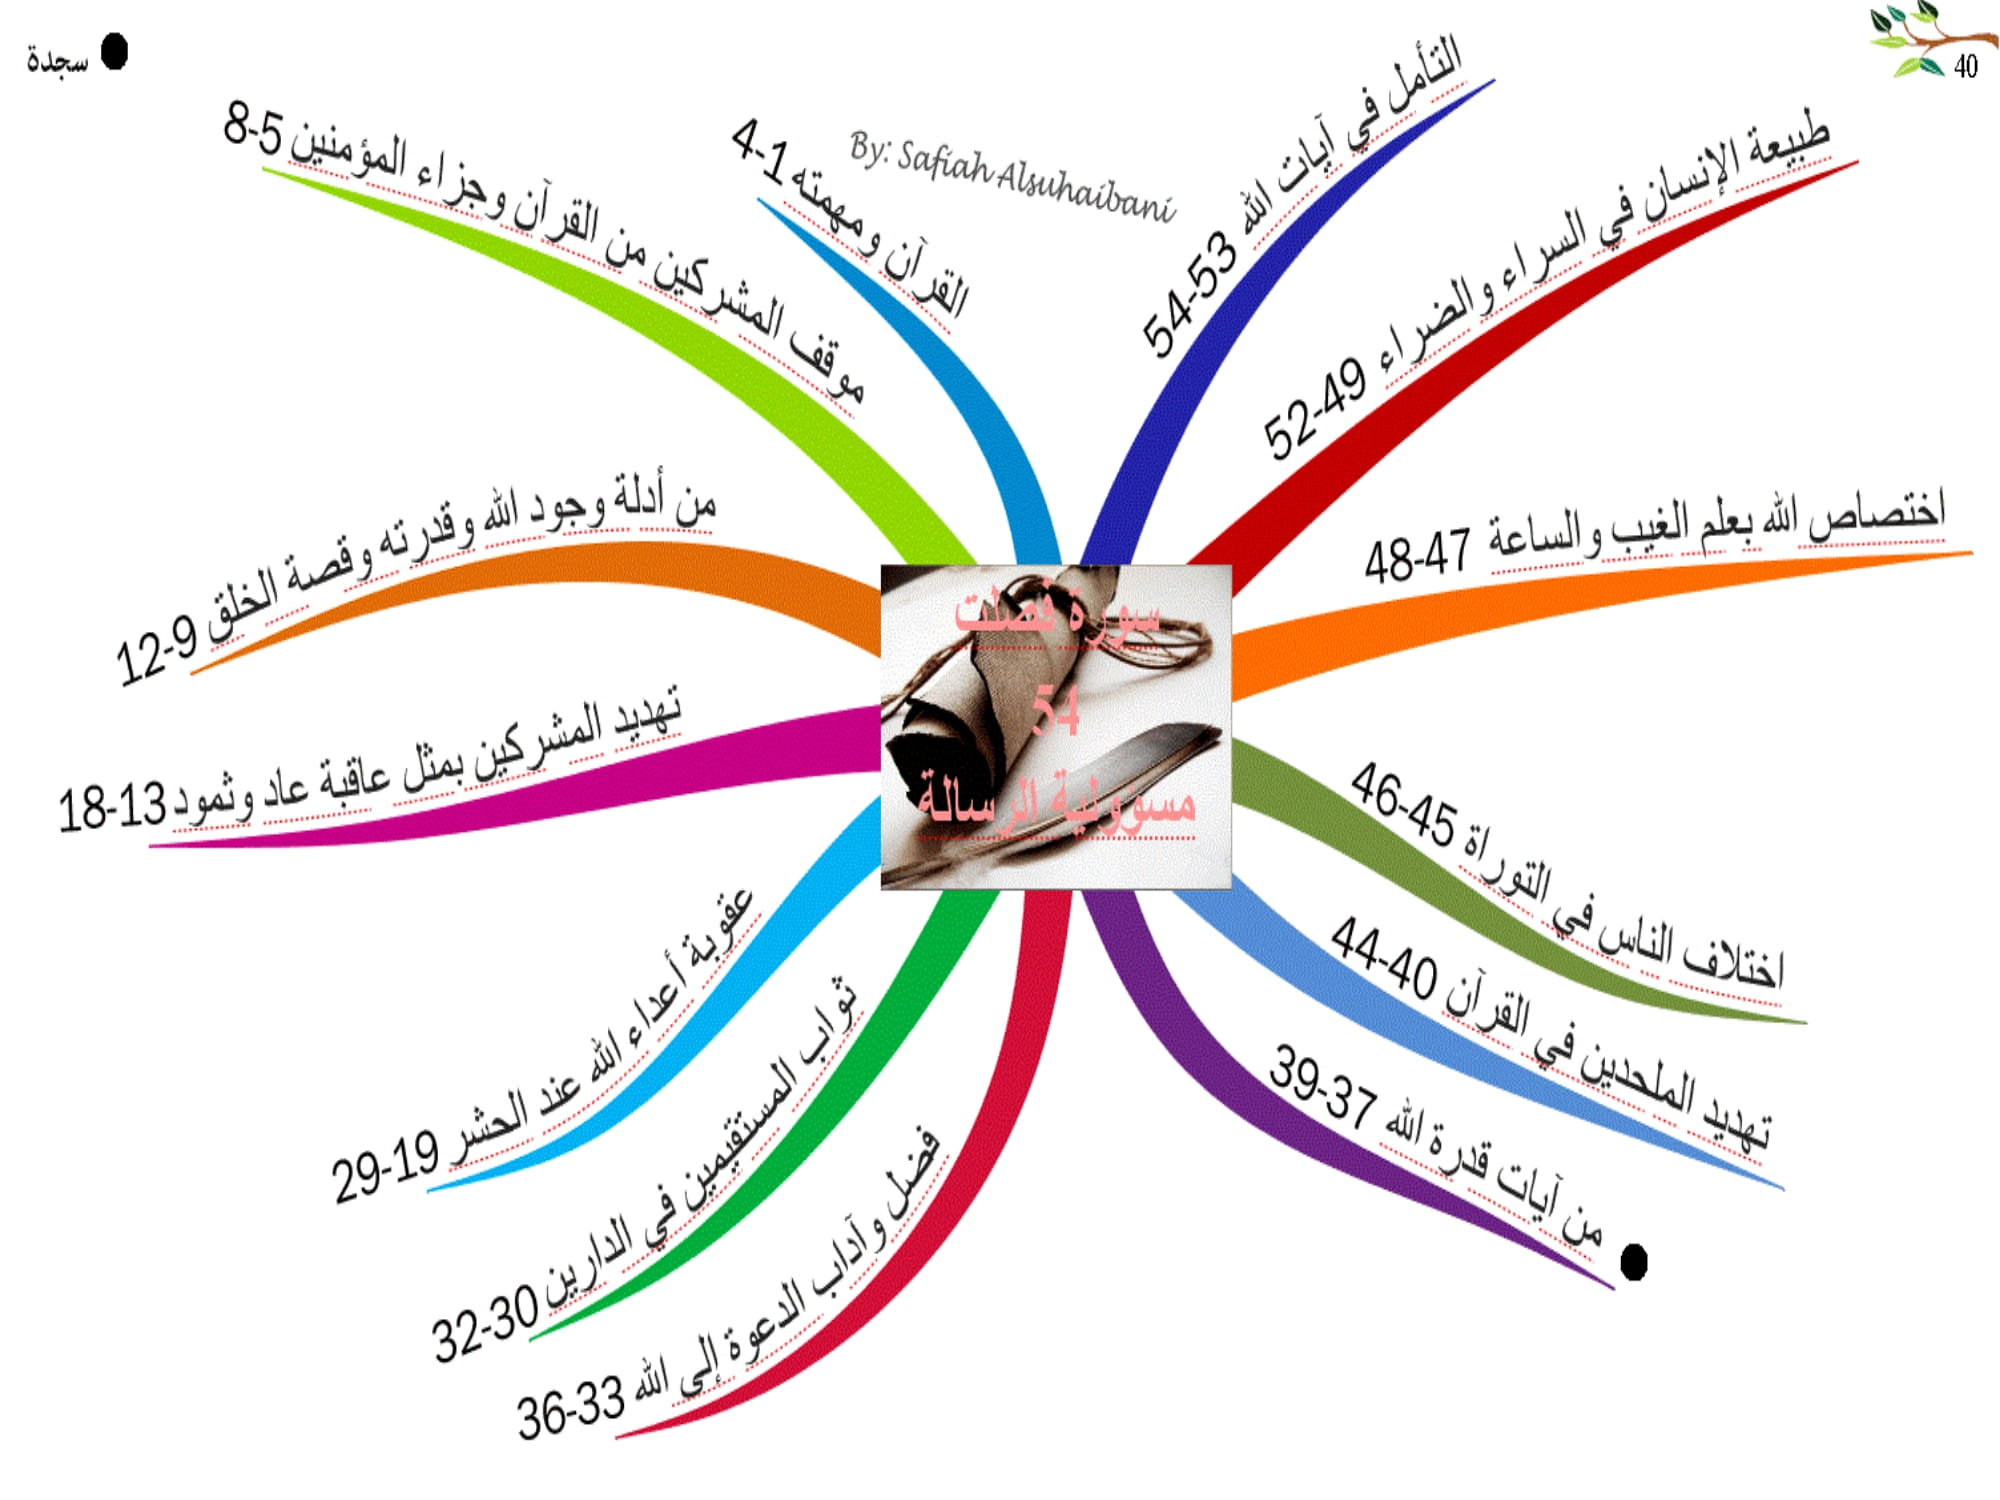 40
سجدة
By: Safiah Alsuhaibani
سورة فصلت
54
مسؤولية الرسالة
التأمل في آيات الله 53-54
طبيعة الإنسان في السراء والضراء 49-52
اختصاص الله بعلم الغيب والساعة 47-48
اختلاف الناس في التوراة 45-46
تهديد الملحدين في القرآن 40-44
من آيات قدرة الله 37-39
فضل وآداب الدعوة إلى الله 33-36
ثواب المستقيمين في الدارين 30-32
عقوبة أعداء الله عند الحشر 19-29
تهديد المشركين بمثل عاقبة عاد وثمود 13-18
من أدلة وجود الله وقدرته وقصة الخلق 9-12
موقف المشركين من القرآن وجزاء المؤمنين 5-8
القرآن ومهمته 1-4